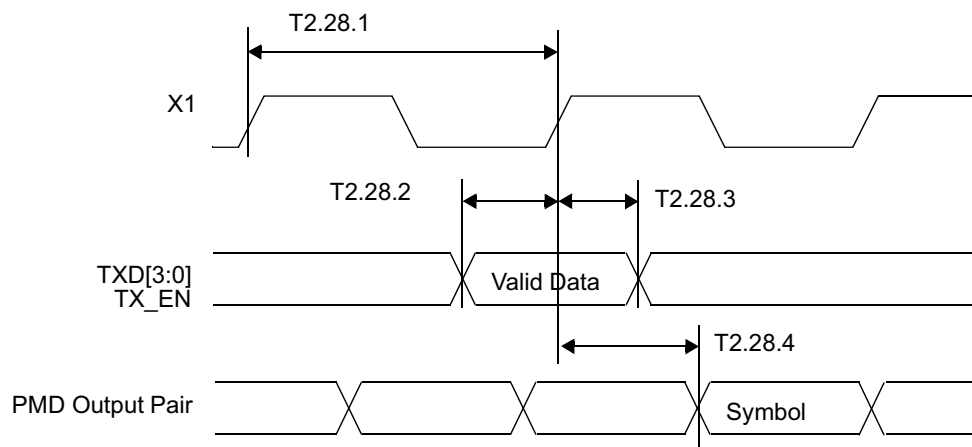 T2.28.1
X1
T2.28.2
T2.28.3
TXD[3:0]
TX_EN
Valid Data
T2.28.4
PMD Output Pair
Symbol